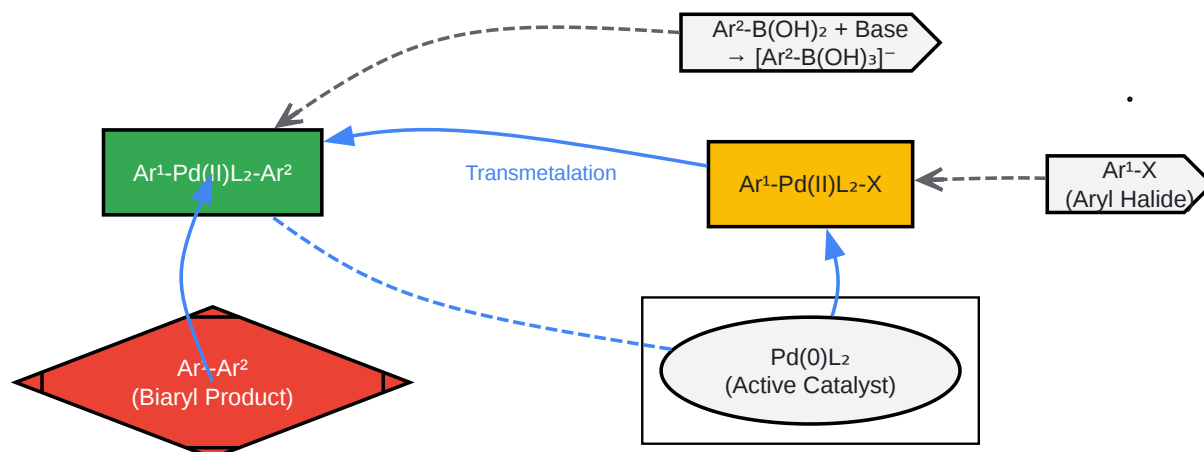 Ar²-B(OH)₂ + Base
→ [Ar²-B(OH)₃]⁻
Ar¹-Pd(II)L₂-Ar²
Transmetalation
Ar¹-Pd(II)L₂-X
Ar¹-X
(Aryl Halide)
Ar¹-Ar²
(Biaryl Product)
Pd(0)L₂
(Active Catalyst)